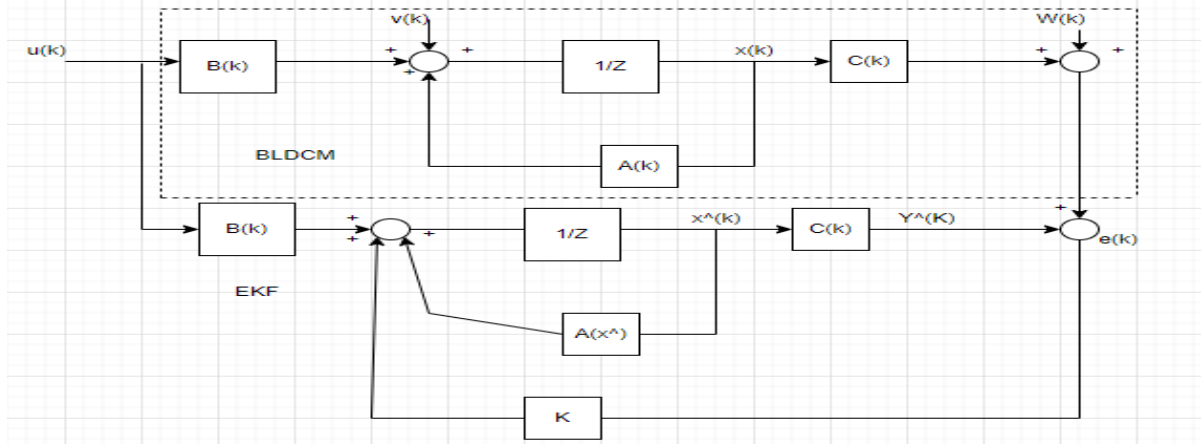 v(k)
W(k)
u(k)
+
+
x(k)
+
+
B(k)
1/Z
C(k)
+
BLDCM
A(k)
+
x^(k)
Y^(K)
+
B(k)
+
+
1/Z
C(k)
e(k)
EKF
A(x^)
K